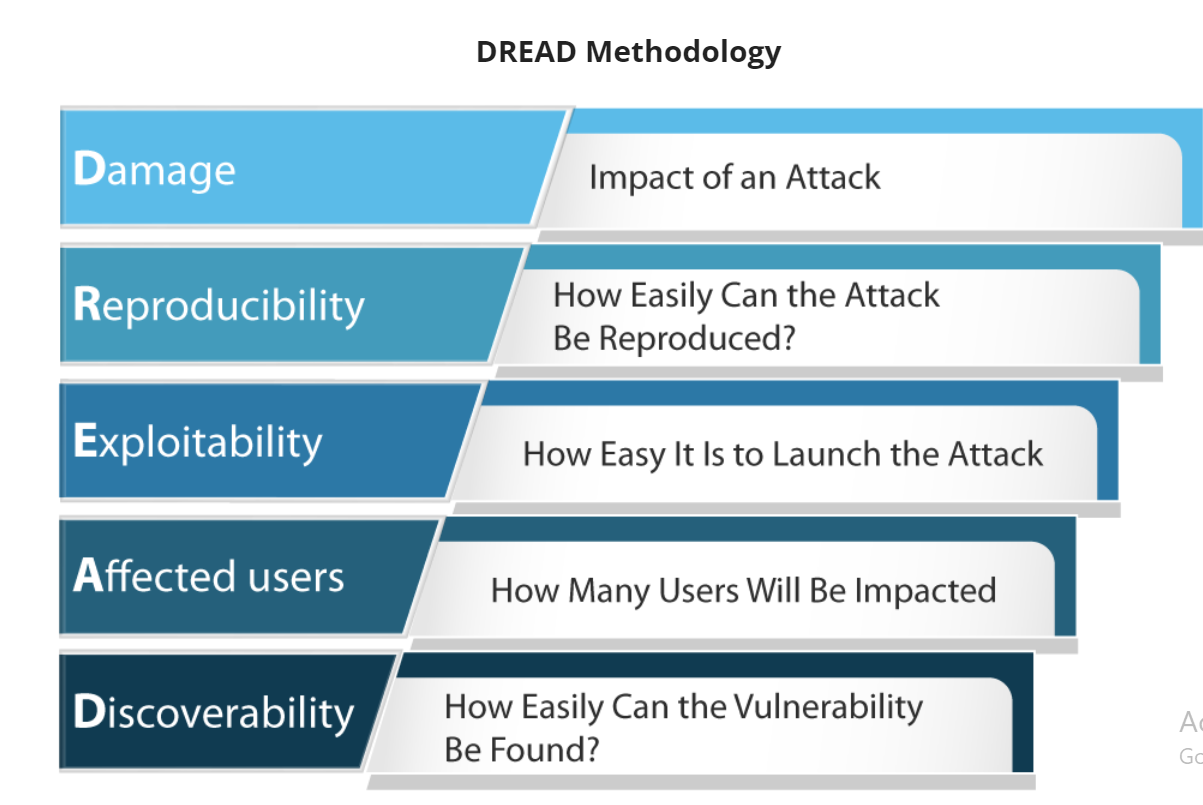 DREAD Methodology
Damage
Impact of an Attack
Reproducibility
How Easily Can the Attack
Be Reproduced?
Exploitability
How Easy It Is to Launch the Attack
Affected users
How Many Users Will Be Impacted
Discoverability
How Easily Can the Vulnerability
Be Found?